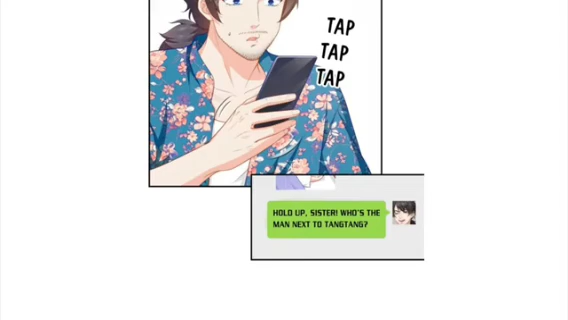 TAP
TAP
TAP
HOLD UP, SISTER! WHO'S THE
MAN NEXT TO TANGTANG?